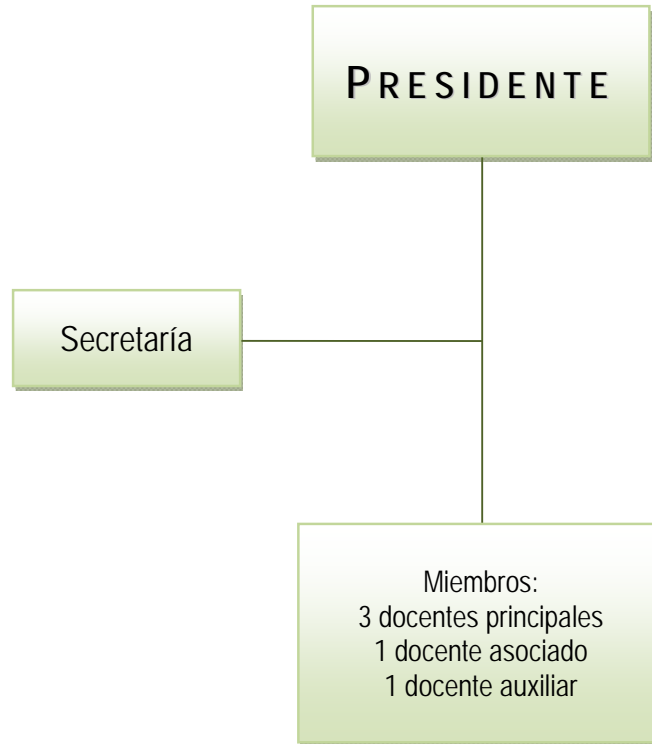 PRESIDENTE
Secretaría
Miembros:
3 docentes principales
1 docente asociado
1 docente auxiliar